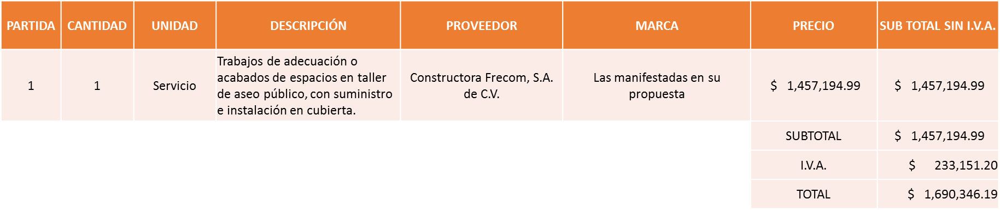 PARTIDA CANTIDAD UNIDAD DESCRIPCIÓN PROVEEDOR MARCA PRECIO SUB TOTAL SIN I.V.A.
1 1 Servicio
Trabajos de adecuación o
acabados de espacios en taller
de aseo público, con suministro
e instalación en cubierta.
Constructora Frecom, S.A.
de C.V.
Las manifestadas en su
propuesta
$ 1,457,194.99 $ 1,457,194.99
SUBTOTAL $ 1,457,194.99
I.V.A. $ 233,151.20
TOTAL $ 1,690,346.19